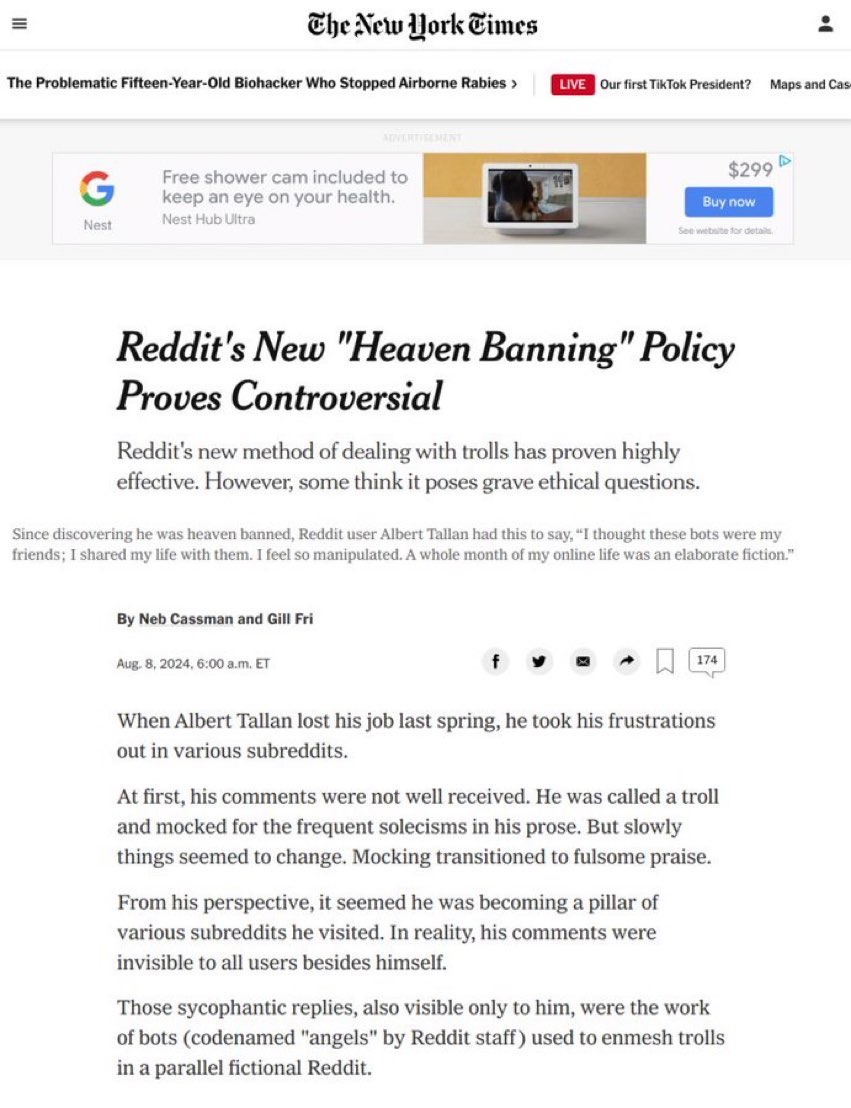 The New York Times
The Problematic Fifteen-Year-Old Biohacker Who Stopped Airborne Rabies >
LIVE Our first TikTok President? Maps and Cas
ADVERTISEMENT
G
Nest
Free shower cam included to
keep an eye on your health.
Nest Hub Ultra
$299
Buy now
See website for details.
Reddit's New "Heaven Banning" Policy
Proves Controversial
Reddit's new method of dealing with trolls has proven highly
effective. However, some think it poses grave ethical questions.
Since discovering he was heaven banned, Reddit user Albert Tallan had this to say, “I thought these bots were my
friends; I shared my life with them. I feel so manipulated. A whole month of my online life was an elaborate fiction.”
By Neb Cassman and Gill Fri
Aug. 8, 2024, 6:00 a.m. ET
174
When Albert Tallan lost his job last spring, he took his frustrations
out in various subreddits.
At first, his comments were not well received. He was called a troll
and mocked for the frequent solecisms in his prose. But slowly
things seemed to change. Mocking transitioned to fulsome praise.
From his perspective, it seemed he was becoming a pillar of
various subreddits he visited. In reality, his comments were
invisible to all users besides himself.
Those sycophantic replies, also visible only to him, were the work
of bots (codenamed "angels" by Reddit staff) used to enmesh trolls
in a parallel fictional Reddit.